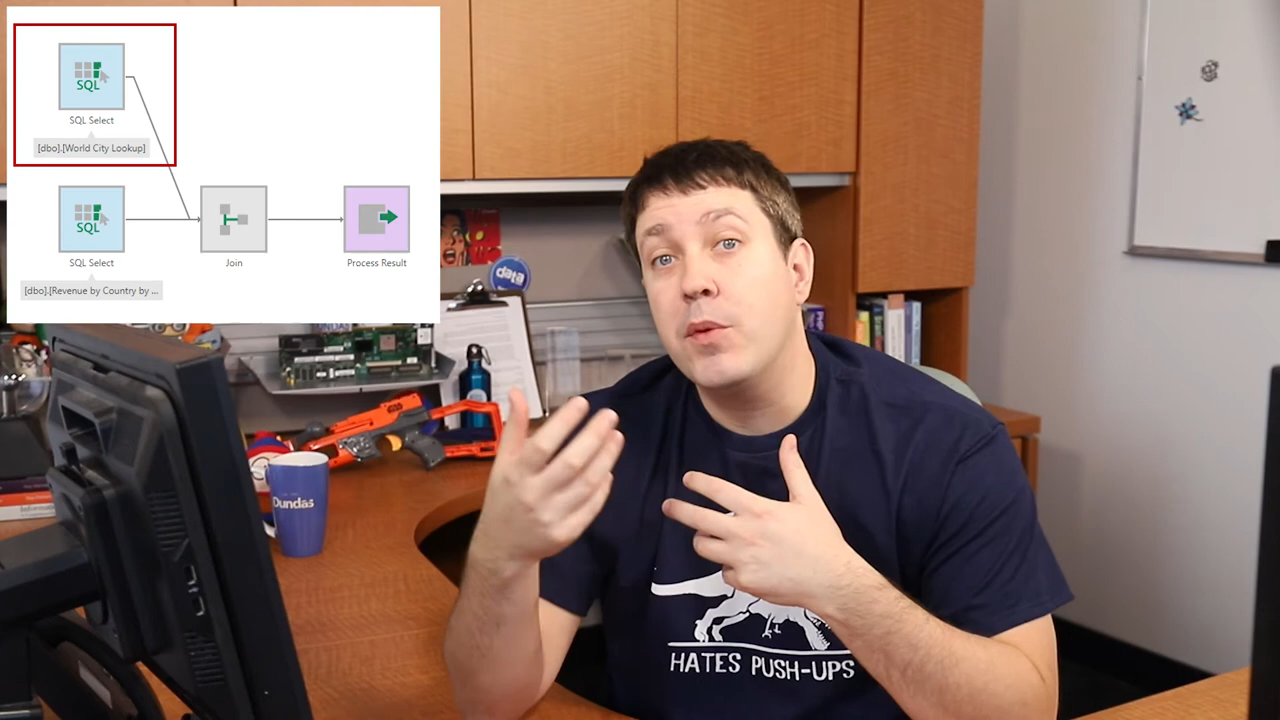 SQL
SQL Select
[dbo].[World City Lookup]
SQL
SQL Select
[dbo].[Revenue by Country by ...
Join
Process Result
data
PHP
Dundas
HATES PUSH-UPS